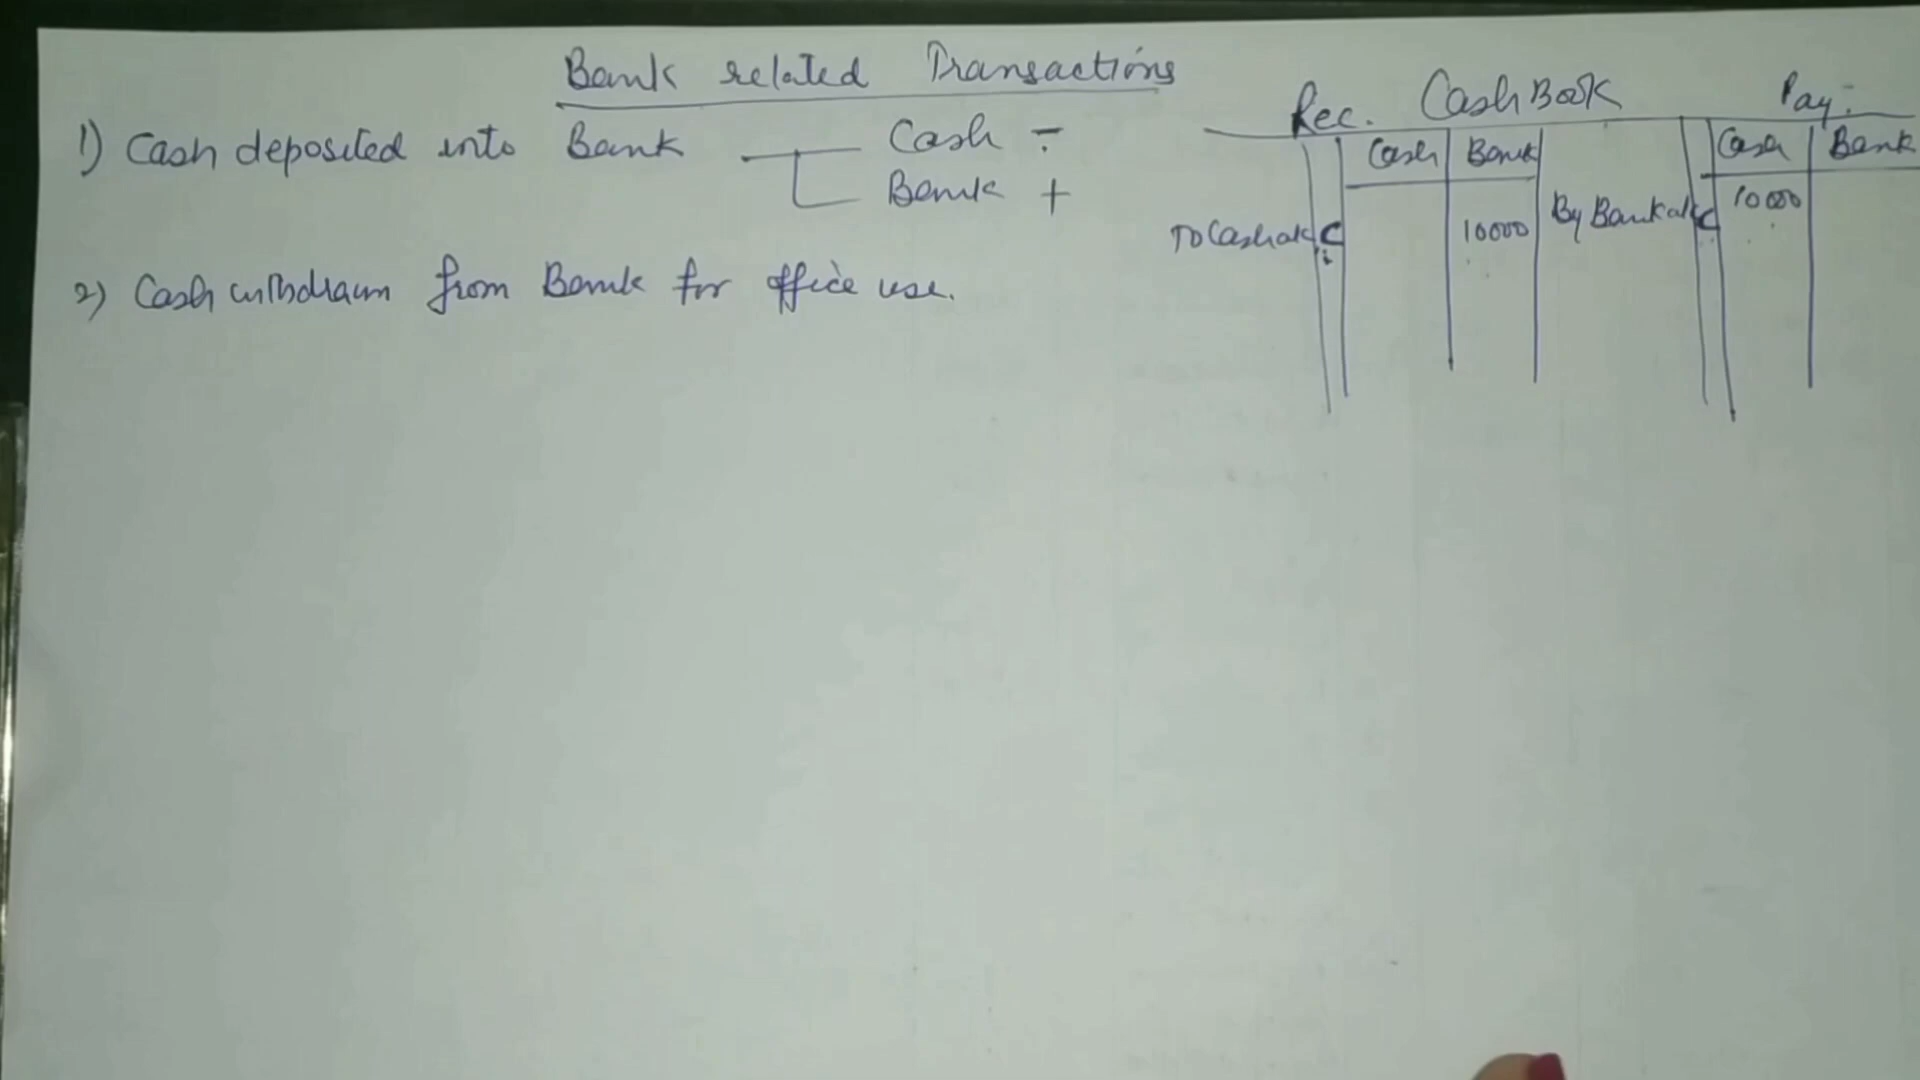 Bank related Transactions
1) Cash deposited into Bank
Cash -
Bank +
2) Cash withdrawn from Bank for office use.
Rec. Cash Book Pay.
Cash Bank Cash Bank
To Cash a/c C 10000 By Bank a/c C 10000